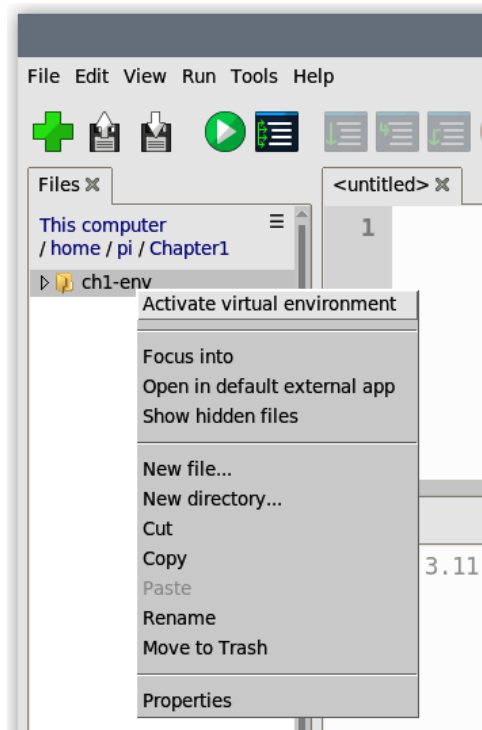 File Edit View Run Tools Help
Files
<untitled>
This computer
/ home / pi / Chapter1
1
ch1-env
Activate virtual environment
Focus into
Open in default external app
Show hidden files
New file...
New directory...
Cut
Copy
3.11
Paste
Rename
Move to Trash
Properties